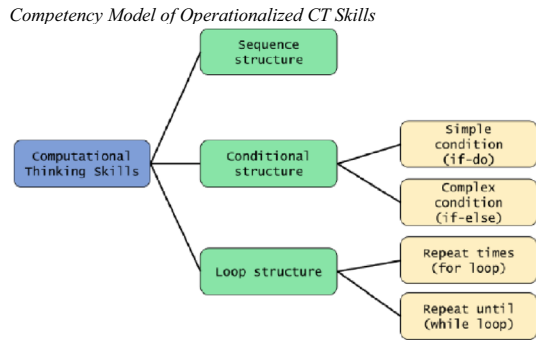 Competency Model of Operationalized CT Skills
Sequence
structure
Computational
Thinking Skills
Conditional
structure
Simple
condition
(if-do)
Complex
condition
(if-else)
Loop structure
Repeat times
(for loop)
Repeat until
(while loop)